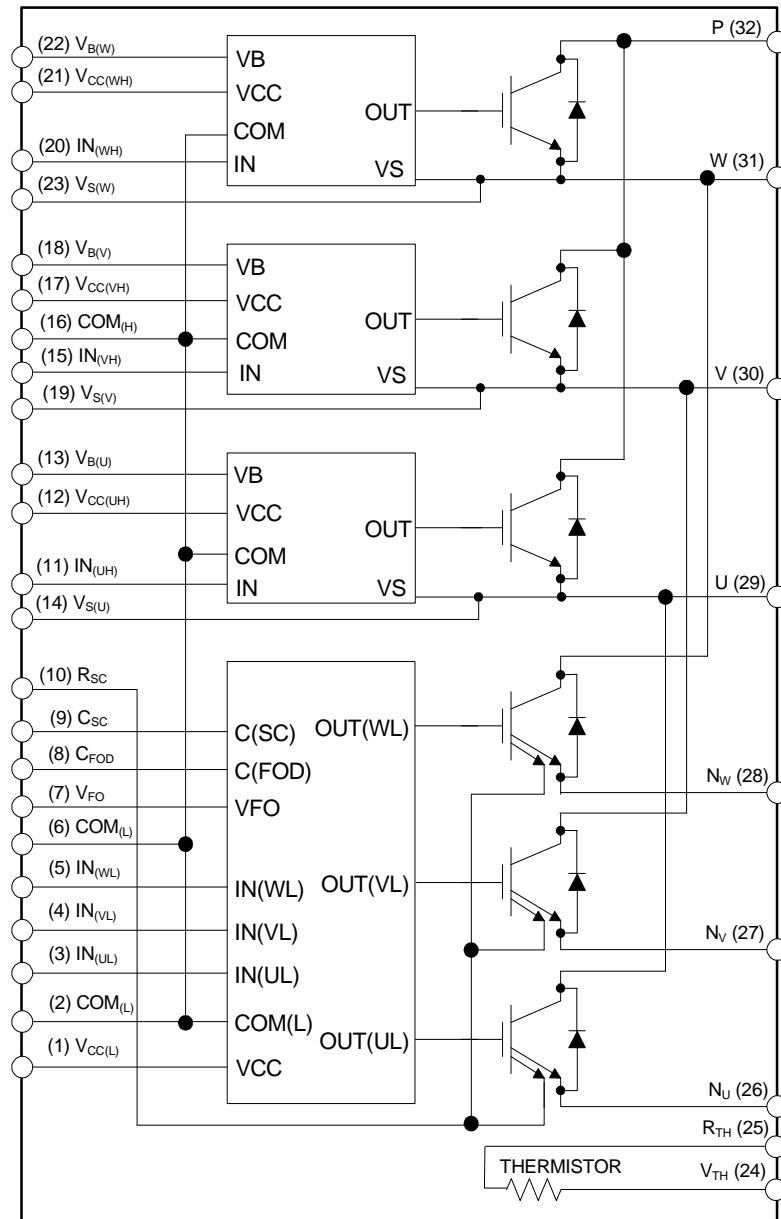 (22) VB(W)
(21) VCC(WH)
(20) IN(WH)
(23) VS(W)
VB
VCC
COM
IN
OUT
VS
P (32)
W (31)
(18) VB(V)
(17) VCC(VH)
(16) COM(H)
(15) IN(VH)
(19) VS(V)
VB
VCC
COM
IN
OUT
VS
V (30)
(13) VB(U)
(12) VCC(UH)
(11) IN(UH)
(14) VS(U)
VB
VCC
COM
IN
OUT
VS
U (29)
(10) RSC
(9) CSC
(8) CFOD
(7) VFO
(6) COM(L)
(5) IN(WL)
(4) IN(VL)
(3) IN(UL)
(2) COM(L)
(1) VCC(L)
C(SC)
C(FOD)
VFO
IN(WL)
IN(VL)
IN(UL)
COM(L)
VCC
OUT(WL)
OUT(VL)
OUT(UL)
NW (28)
NV (27)
NU (26)
RTH (25)
VTH (24)
THERMISTOR